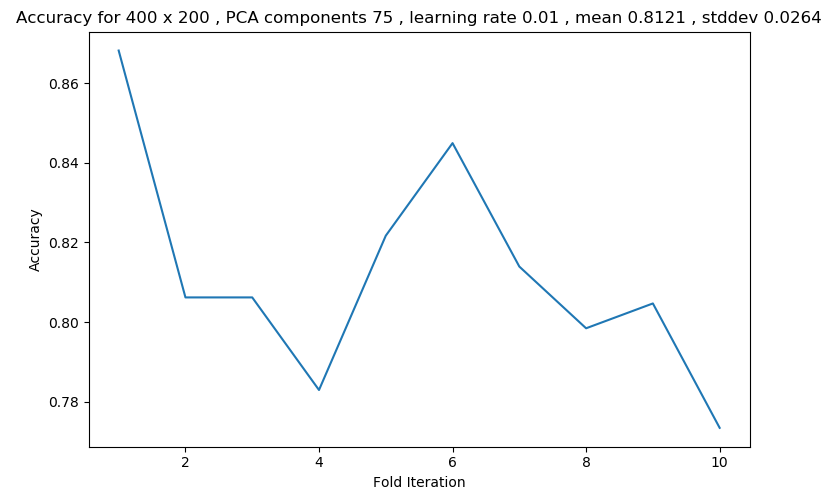 Accuracy for 400 x 200 , PCA components 75 , learning rate 0.01 , mean 0.8121 , stddev 0.0264
0.86
0.84
0.82
0.80
0.78
Accuracy
2 4 6 8 10
Fold Iteration